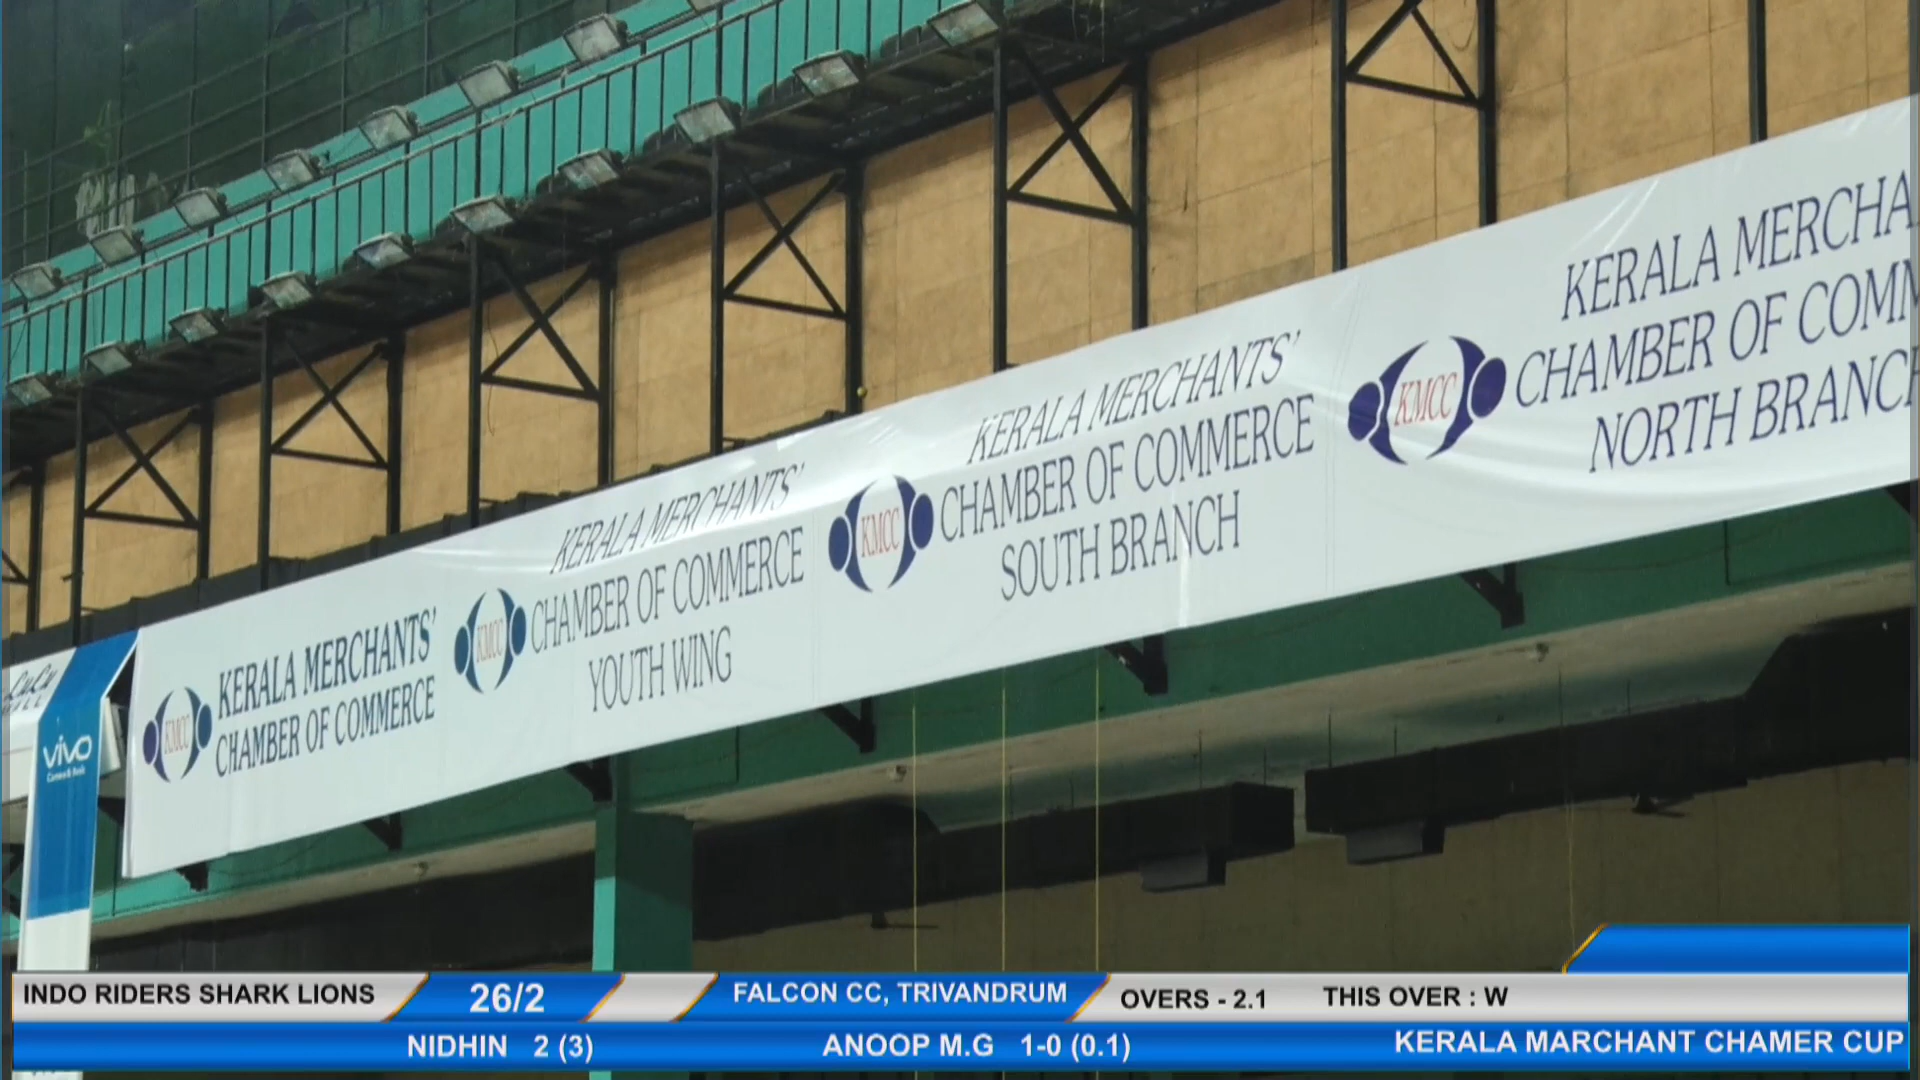 KERALA MERCHA
CHAMBER OF COMM
NORTH BRANCH
KMCC
KERALA MERCHANTS'
CHAMBER OF COMMERCE
SOUTH BRANCH
KMCC
KERALA MERCHANTS'
CHAMBER OF COMMERCE
YOUTH WING
KMCC
KERALA MERCHANTS'
CHAMBER OF COMMERCE
KMCC
LuLu
vivo
INDO RIDERS SHARK LIONS 26/2 FALCON CC, TRIVANDRUM OVERS - 2.1 THIS OVER : W
NIDHIN 2 (3) ANOOP M.G 1-0 (0.1) KERALA MARCHANT CHAMER CUP